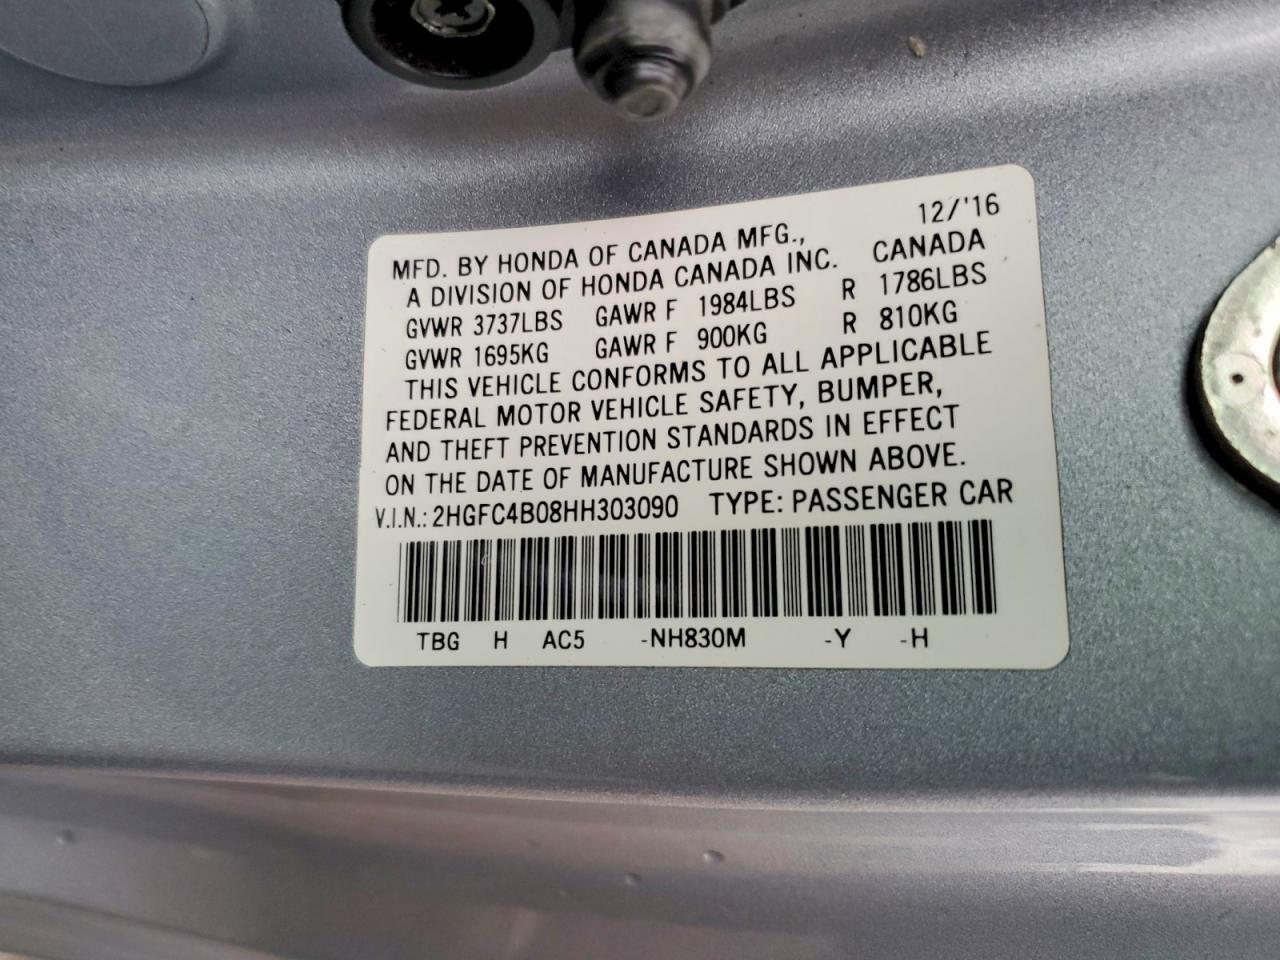 12/'16
MFD. BY HONDA OF CANADA MFG.,
A DIVISION OF HONDA CANADA INC. CANADA
GVWR 3737LBS GAWR F 1984LBS R 1786LBS
GVWR 1695KG GAWR F 900KG R 810KG
THIS VEHICLE CONFORMS TO ALL APPLICABLE
FEDERAL MOTOR VEHICLE SAFETY, BUMPER,
AND THEFT PREVENTION STANDARDS IN EFFECT
ON THE DATE OF MANUFACTURE SHOWN ABOVE.
V.I.N.: 2HGFC4B08HH303090 TYPE: PASSENGER CAR
TBG H AC5 -NH830M -Y -H